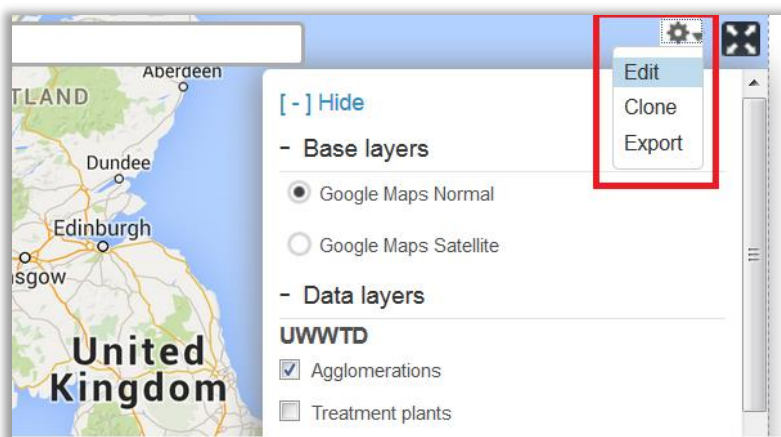 Aberdeen
TLAND
Dundee
Edinburgh
sgow
United
Kingdom
Edit
Clone
Export
[ - ] Hide
- Base layers
Google Maps Normal
Google Maps Satellite
- Data layers
UWWTD
Agglomerations
Treatment plants